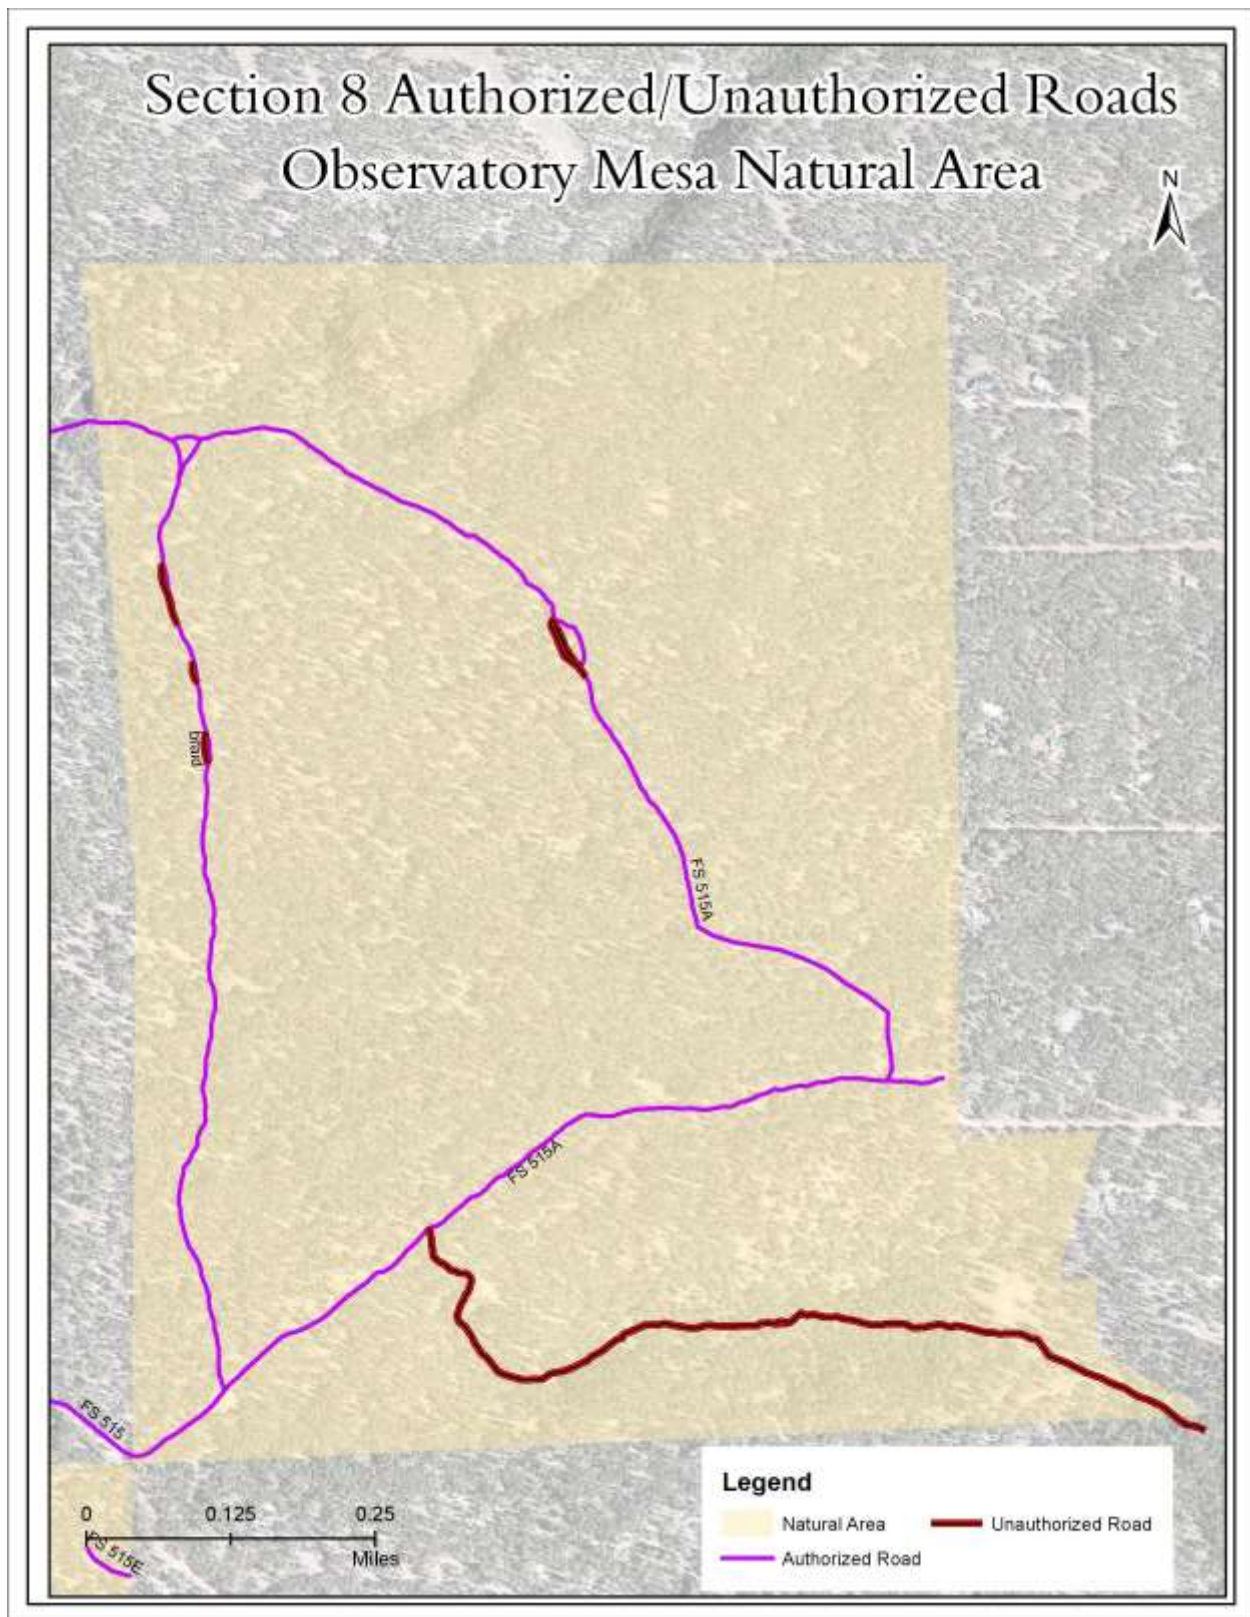 Section 8 Authorized/Unauthorized Roads
Observatory Mesa Natural Area
N
braid
FS 515A
FS 515A
FS 515
0 0.125 0.25
Miles
FS 515E
Legend
Natural Area Unauthorized Road
Authorized Road